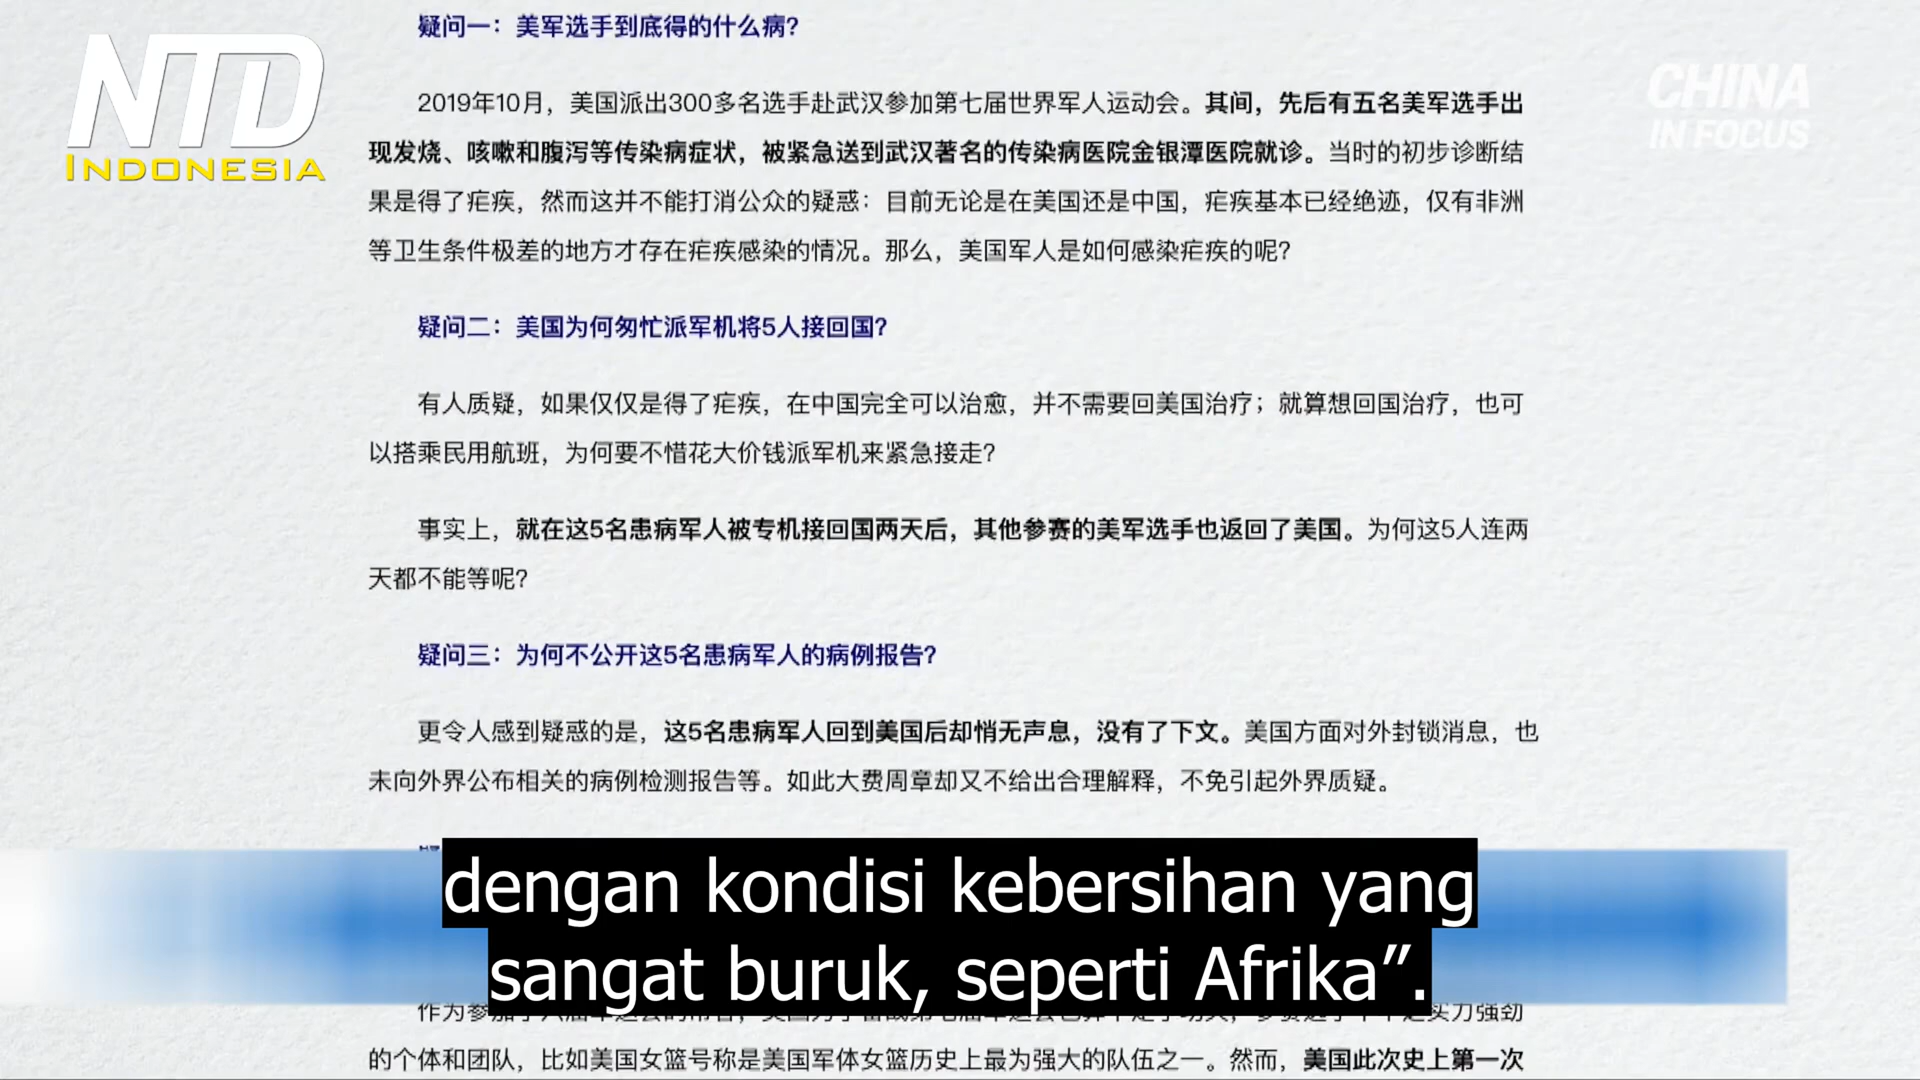 疑问一：美军选手到底得的什么病？
NTD
INDONESIA
CHINA
IN FOCUS
2019年10月，美国派出300多名选手赴武汉参加第七届世界军人运动会。其间，先后有五名美军选手出
现发烧、咳嗽和腹泻等传染病症状，被紧急送到武汉著名的传染病医院金银潭医院就诊。当时的初步诊断结
果是得了疟疾，然而这并不能打消公众的疑惑：目前无论是在美国还是中国，疟疾基本已经绝迹，仅有非洲
等卫生条件极差的地方才存在疟疾感染的情况。那么，美国军人是如何感染疟疾的呢？
疑问二：美国为何匆忙派军机将5人接回国？
有人质疑，如果仅仅是得了疟疾，在中国完全可以治愈，并不需要回美国治疗；就算想回国治疗，也可
以搭乘民用航班，为何要不惜花大价钱派军机来紧急接走？
事实上，就在这5名患病军人被专机接回国两天后，其他参赛的美军选手也返回了美国。为何这5人连两
天都不能等呢？
疑问三：为何不公开这5名患病军人的病例报告？
更令人感到疑惑的是，这5名患病军人回到美国后却悄无声息，没有了下文。美国方面对外封锁消息，也
未向外界公布相关的病例检测报告等。如此大费周章却又不给出合理解释，不免引起外界质疑。
dengan kondisi kebersihan yang
sangat buruk, seperti Afrika”.
实力强劲
的个体和团队，比如美国女篮号称是美国军体女篮历史上最为强大的队伍之一。然而，美国此次史上第一次